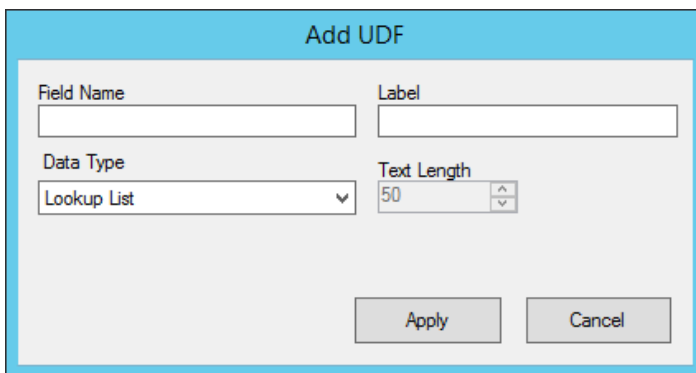 Add UDF
Field Name
Label
Data Type
Text Length
Lookup List
50
Apply
Cancel